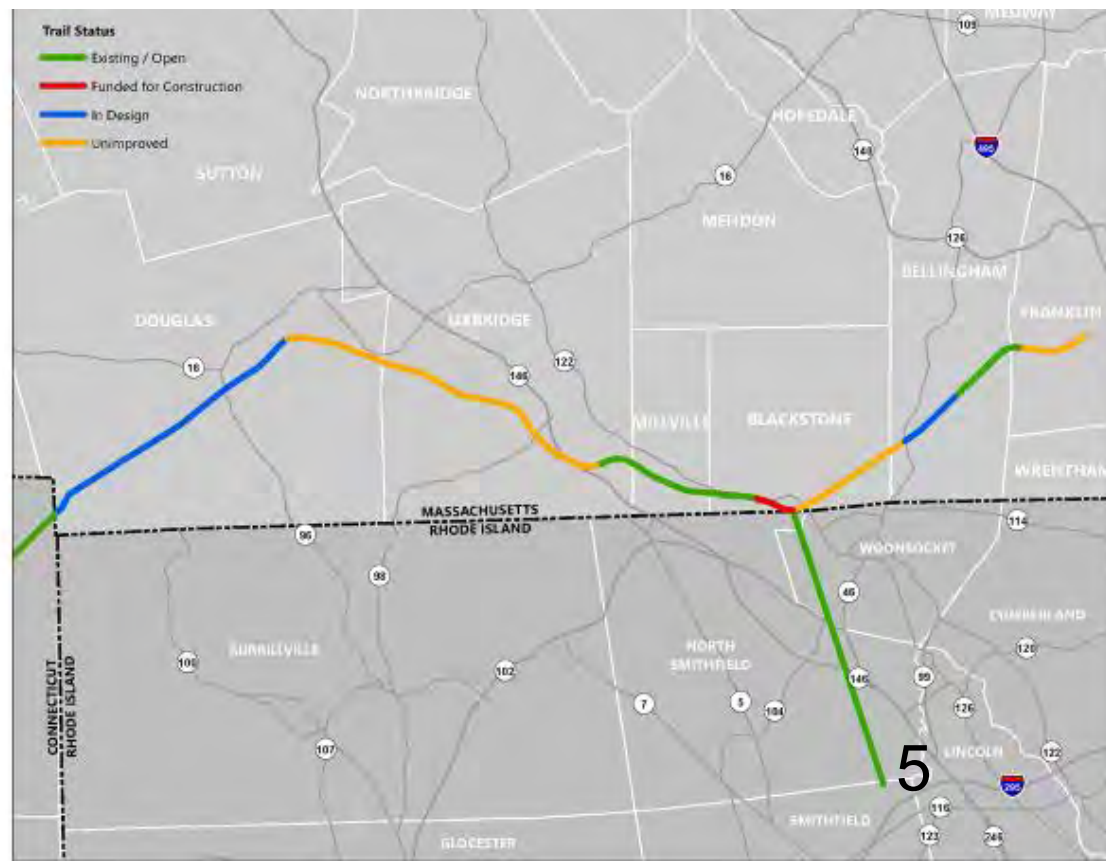 Trail Status
Existing / Open
Funded for Construction
In Design
Unimproved
MEDWAY
109
NORTHBRIDGE
HOPEDALE
140
495
SUTTON
16
MENDON
126
BELLINGHAM
DOUGLAS
UXBRIDGE
FRANKLIN
16
146
122
MILLVILLE
BLACKSTONE
WRENTHAM
MASSACHUSETTS
RHODE ISLAND
96
98
114
WOONSOCKET
46
CUMBERLAND
BURRILLVILLE
100
102
NORTH
SMITHFIELD
120
146
99
CONNECTICUT
RHODE ISLAND
7
5
104
126
107
LINCOLN
122
5
295
116
SMITHFIELD
GLOCESTER
123
246